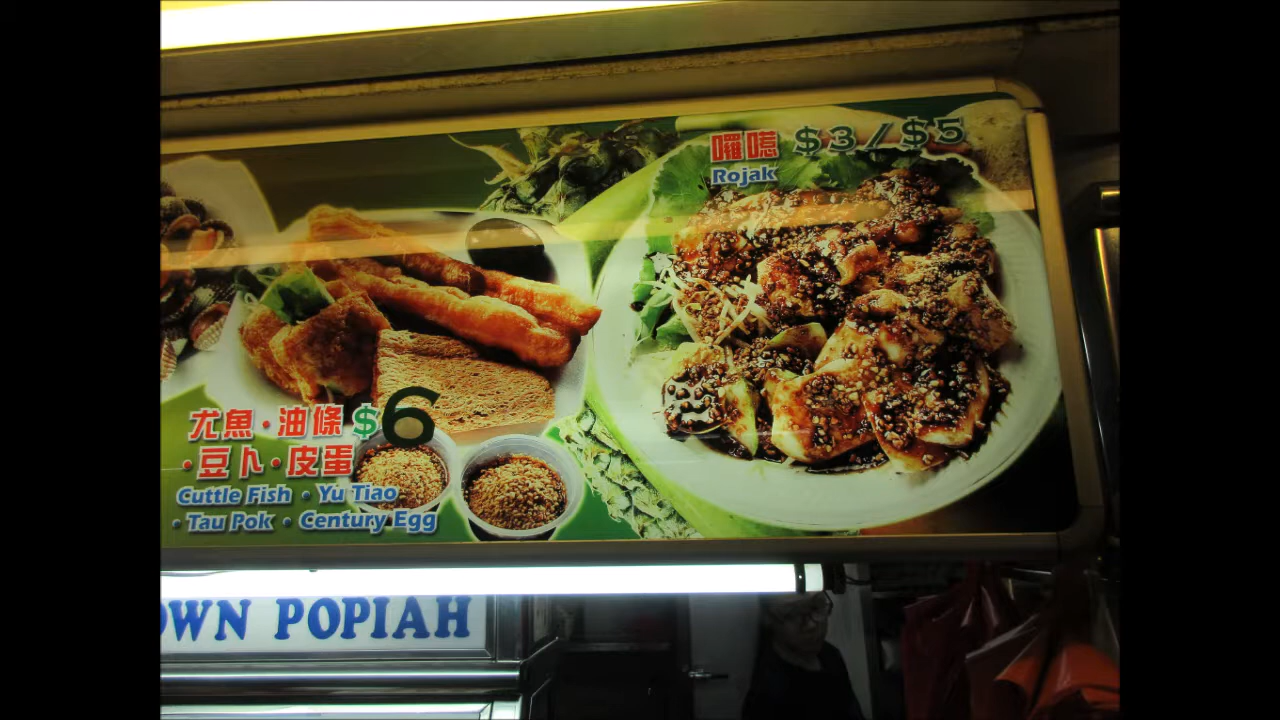 囉嗏 $3/$5
Rojak
尤魚·油條 $6
·豆卜·皮蛋
Cuttle Fish · Yu Tiao
· Tau Pok · Century Egg
OWN POPIAH